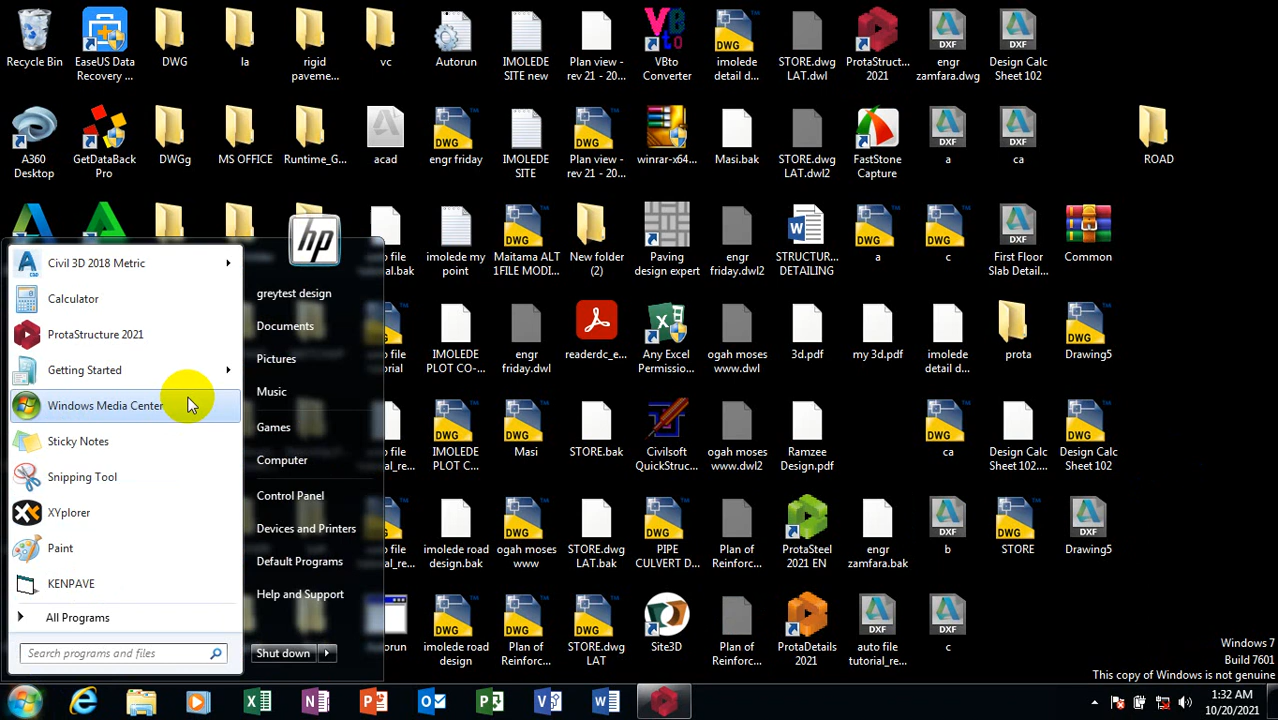 Recycle Bin
EaseUS Data
Recovery ...
DWG
la
rigid
paveme...
vc
Autorun
IMOLEDE
SITE new
Plan view -
rev 21 - 20...
VBto
Converter
imolede
detail d...
STORE.dwg
LAT.dwl
ProtaStruct...
2021
engr
zamfara.dwg
Design Calc
Sheet 102
A360
Desktop
GetDataBack
Pro
DWGg
MS OFFICE
Runtime_G...
acad
engr friday
IMOLEDE
SITE
Plan view -
rev 21 - 20...
winrar-x64...
Masi.bak
STORE.dwg
LAT.dwl2
FastStone
Capture
a
ca
ROAD
auto file
tutorial.bak
imolede my
point
Maitama ALT
1FILE MODI...
New folder
(2)
Paving
design expert
engr
friday.dwl2
STRUCTUR...
DETAILING
a
c
First Floor
Slab Detail...
Common
IMOLEDE
PLOT CO-...
engr
friday.dwl
readerdc_e...
Any Excel
Permissio...
ogah moses
www.dwl
3d.pdf
my 3d.pdf
imolede
detail d...
prota
Drawing5
IMOLEDE
PLOT C...
Masi
STORE.bak
Civilsoft
QuickStruc...
ogah moses
www.dwl2
Ramzee
Design.pdf
ca
Design Calc
Sheet 102....
Design Calc
Sheet 102
imolede road
design.bak
ogah moses
www
STORE.dwg
LAT.bak
PIPE
CULVERT D...
Plan of
Reinforc...
ProtaSteel
2021 EN
engr
zamfara.bak
b
STORE
Drawing5
Autorun
imolede road
design
Plan of
Reinforc...
STORE.dwg
LAT
Site3D
Plan of
Reinforc...
ProtaDetails
2021
auto file
tutorial_re...
c
hp
Civil 3D 2018 Metric
Calculator
ProtaStructure 2021
Getting Started
Windows Media Center
Sticky Notes
Snipping Tool
XYplorer
Paint
KENPAVE
All Programs
Search programs and files
greytest design
Documents
Pictures
Music
Games
Computer
Control Panel
Devices and Printers
Default Programs
Help and Support
Shut down
Windows 7
Build 7601
This copy of Windows is not genuine
1:32 AM
10/20/2021